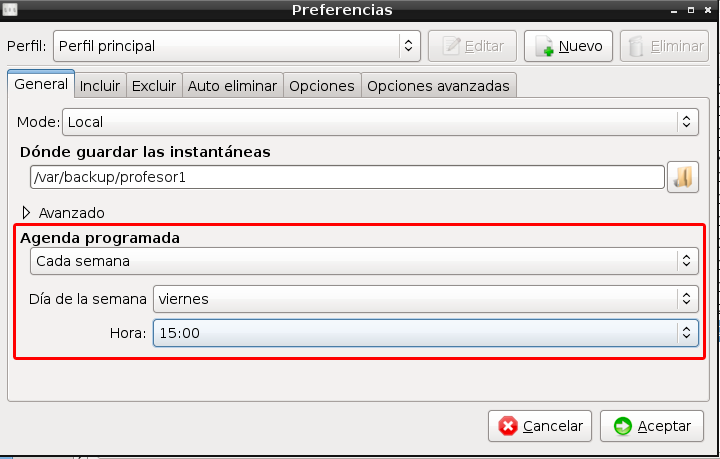 Preferencias
Perfil: Perfil principal Editar Nuevo Eliminar
General Incluir Excluir Auto eliminar Opciones Opciones avanzadas
Mode: Local
Dónde guardar las instantáneas
/var/backup/profesor1
Avanzado
Agenda programada
Cada semana
Día de la semana viernes
Hora: 15:00
Cancelar Aceptar